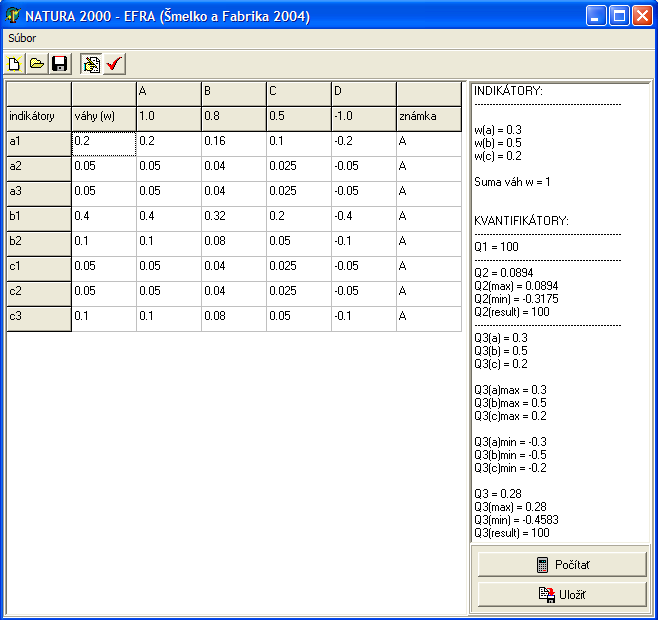 NATURA 2000 - EFRA (Šmelko a Fabrika 2004)
Súbor
A B C D
indikátory váhy (w) 1.0 0.8 0.5 -1.0 známka
a1 0.2 0.2 0.16 0.1 -0.2 A
a2 0.05 0.05 0.04 0.025 -0.05 A
a3 0.05 0.05 0.04 0.025 -0.05 A
b1 0.4 0.4 0.32 0.2 -0.4 A
b2 0.1 0.1 0.08 0.05 -0.1 A
c1 0.05 0.05 0.04 0.025 -0.05 A
c2 0.05 0.05 0.04 0.025 -0.05 A
c3 0.1 0.1 0.08 0.05 -0.1 A
INDIKÁTORY:
w(a) = 0.3
w(b) = 0.5
w(c) = 0.2
Suma váh w = 1
KVANTIFIKÁTORY:
Q1 = 100
Q2 = 0.0894
Q2(max) = 0.0894
Q2(min) = -0.3175
Q2(result) = 100
Q3(a) = 0.3
Q3(b) = 0.5
Q3(c) = 0.2
Q3(a)max = 0.3
Q3(b)max = 0.5
Q3(c)max = 0.2
Q3(a)min = -0.3
Q3(b)min = -0.5
Q3(c)min = -0.2
Q3 = 0.28
Q3(max) = 0.28
Q3(min) = -0.4583
Q3(result) = 100
Počítať
Uložiť